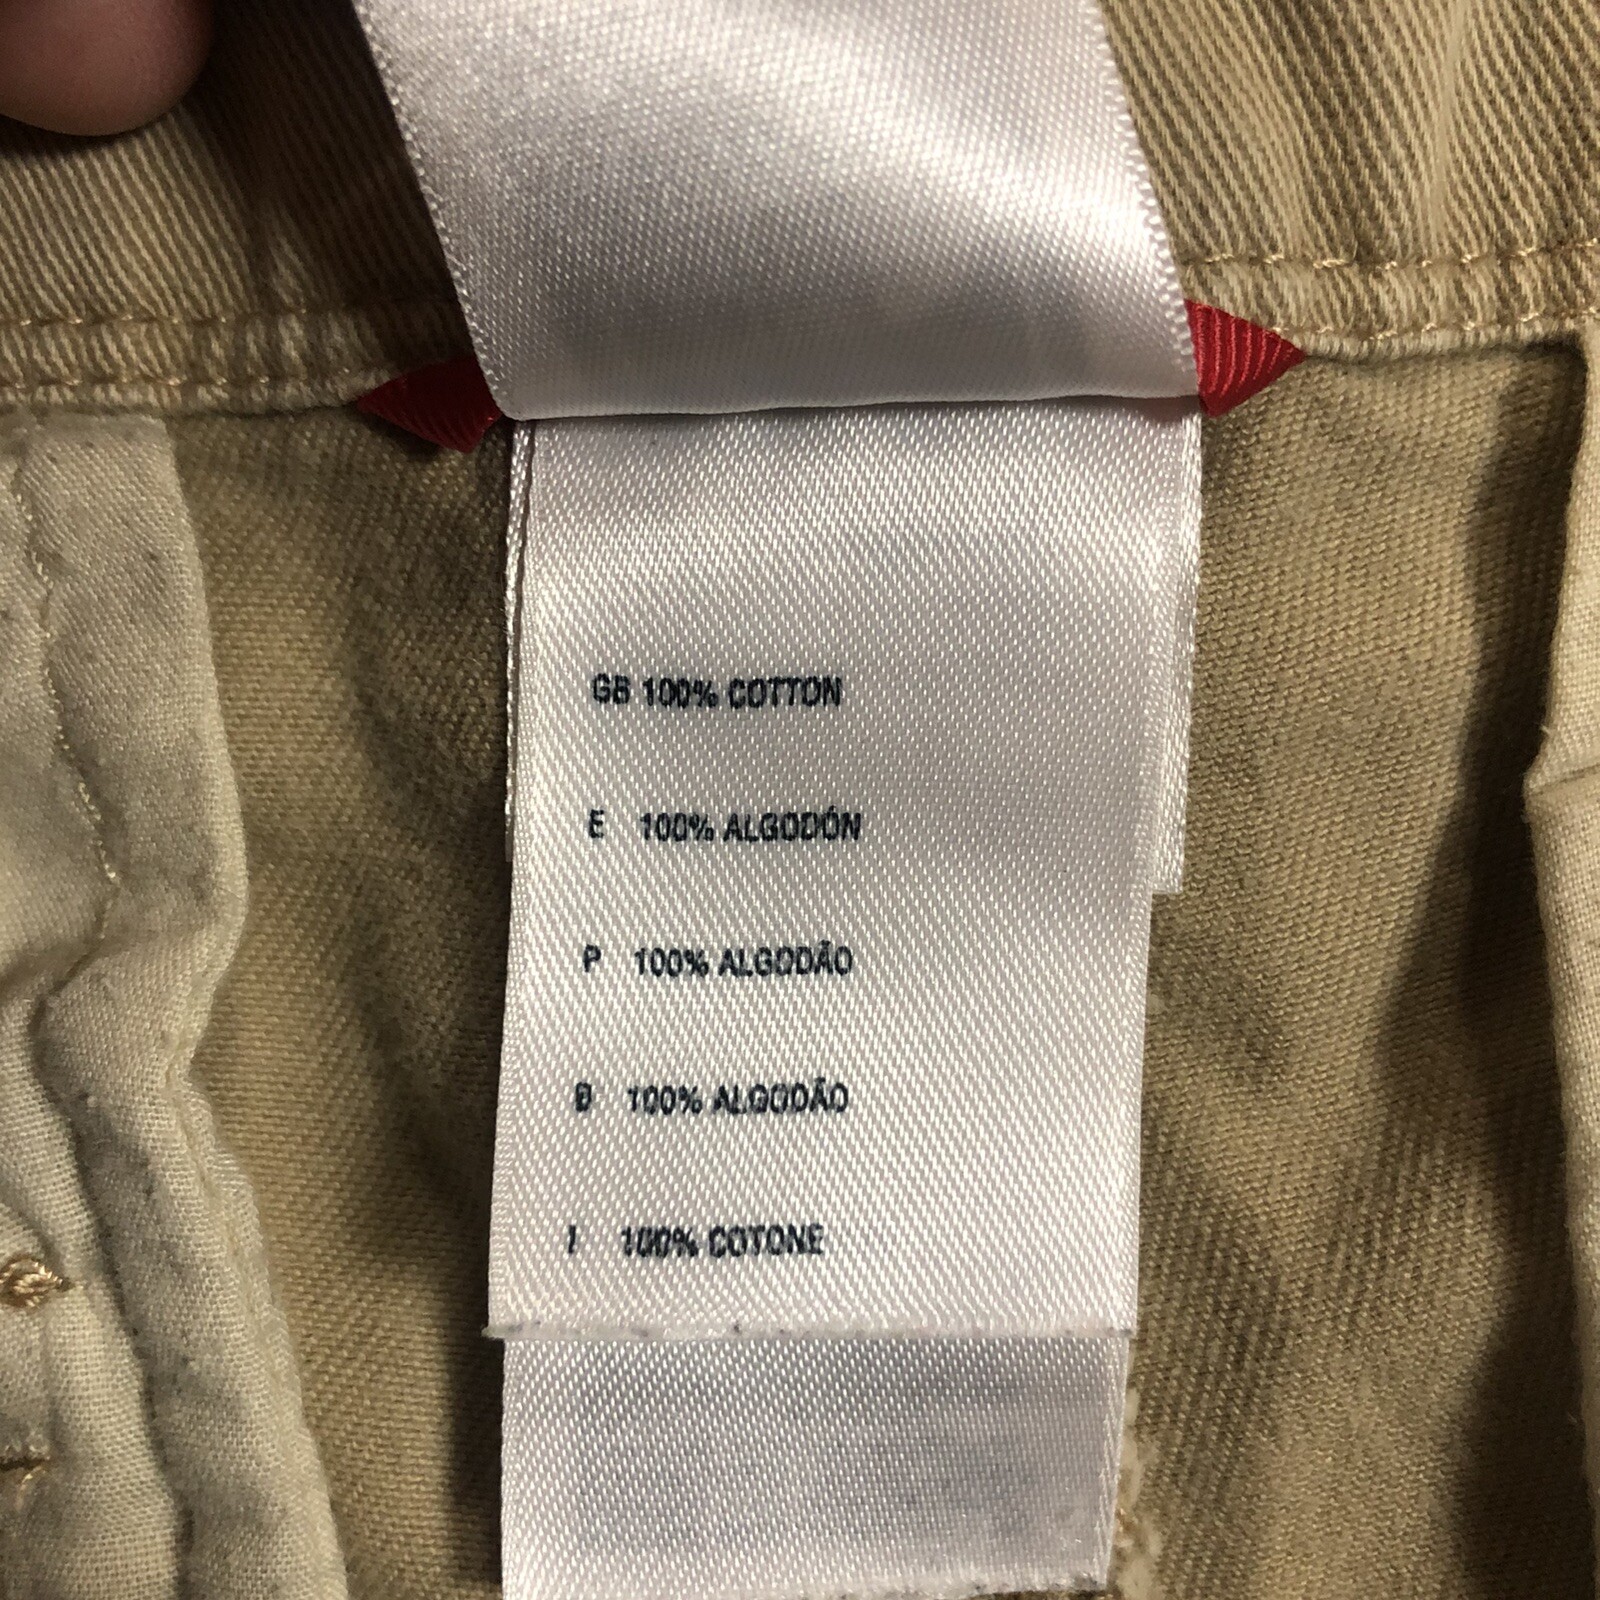 GB 100% COTTON
E 100% ALGODÓN
P 100% ALGODÃO
B 100% ALGODÃO
I 100% COTONE